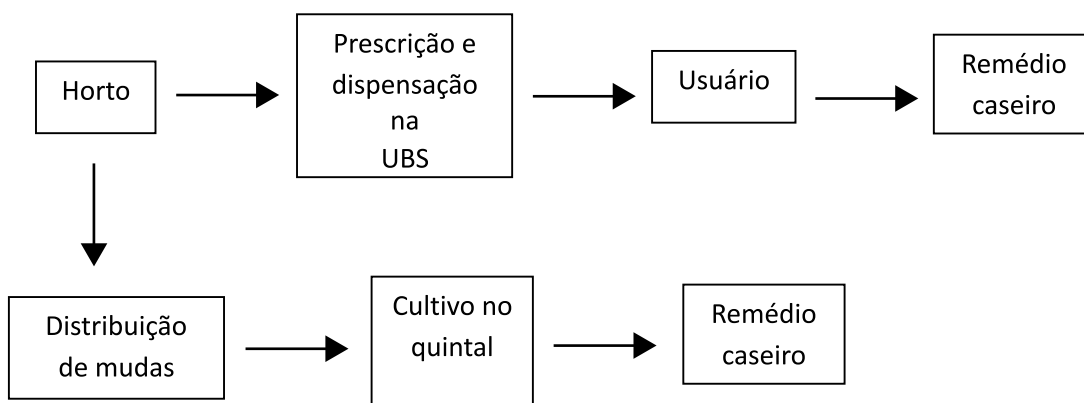 Horto
Prescrição e
dispensação
na
UBS
Usuário
Remédio
caseiro
Distribuição
de mudas
Cultivo no
quintal
Remédio
caseiro